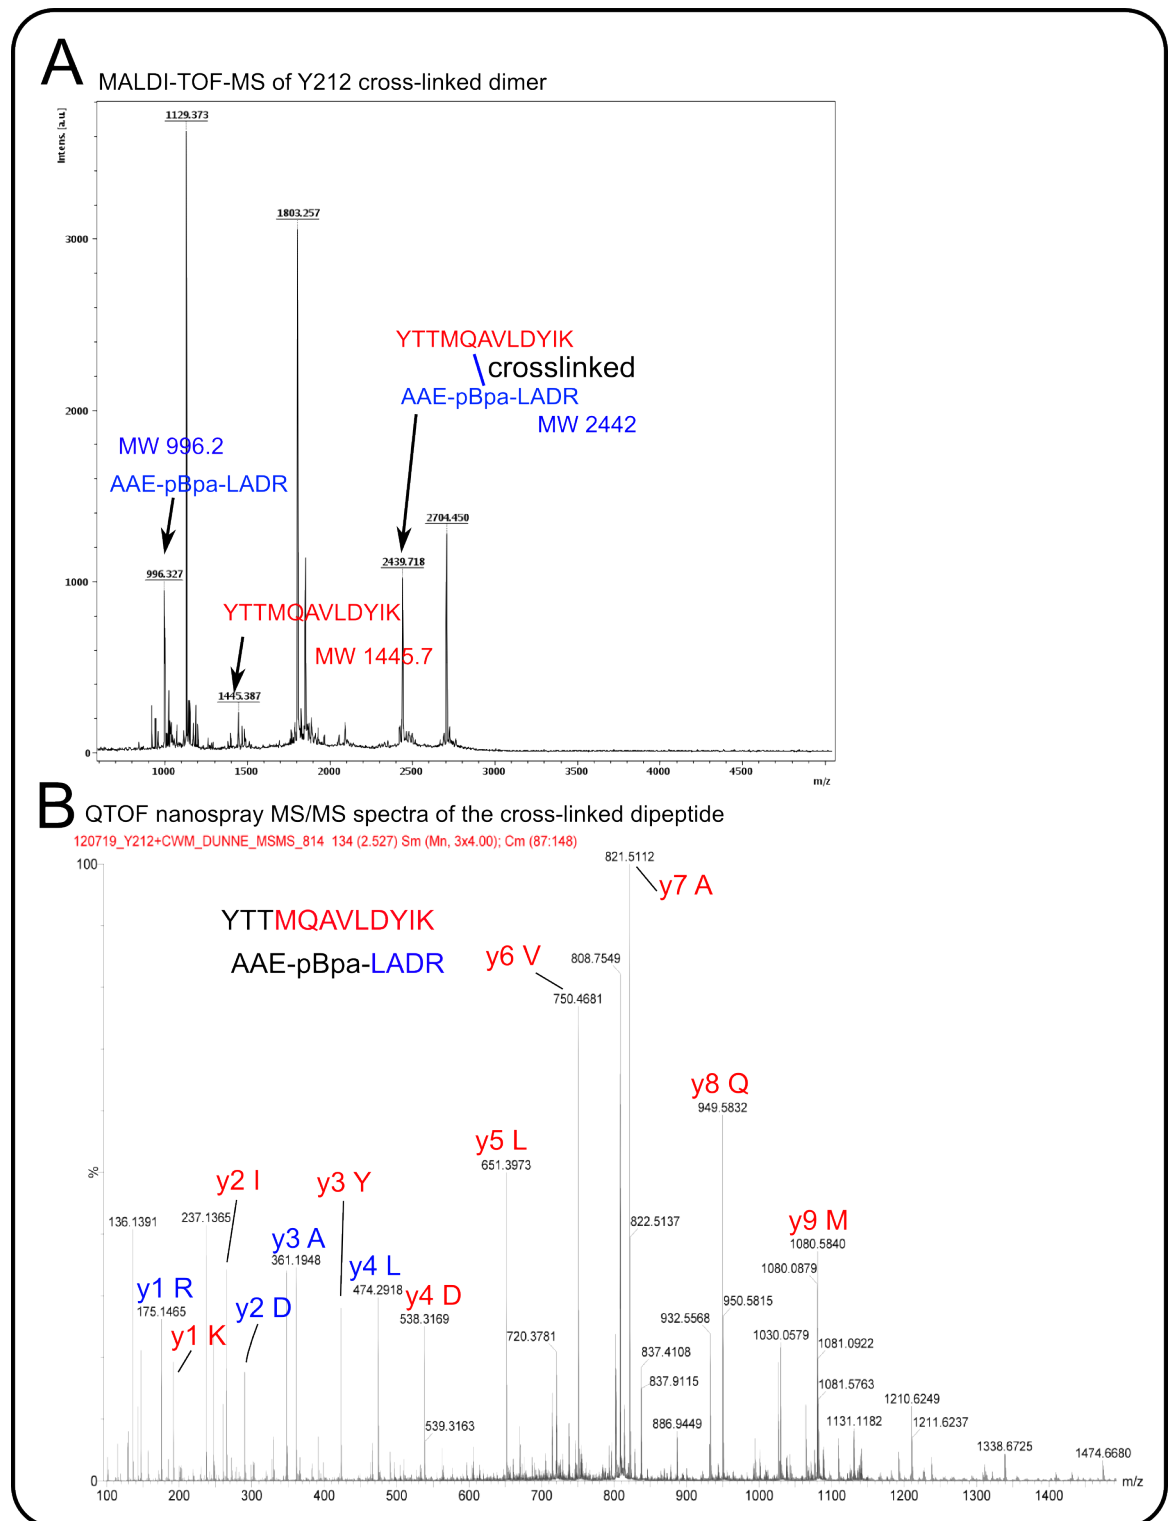 A
MALDI-TOF-MS of Y212 cross-linked dimer
Intens. [a.u.]
1129.373
1803.257
3000
YTTMQAVLDYIK
crosslinked
AAE-pBpa-LADR
MW 2442
2000
MW 996.2
AAE-pBpa-LADR
2704.450
2439.718
996.327
1000
YTTMQAVLDYIK
MW 1445.7
1445.387
0
1000 1500 2000 2500 3000 3500 4000 4500
m/z
B
QTOF nanospray MS/MS spectra of the cross-linked dipeptide
120719_Y212+CWM_DUNNE_MSMS_814 134 (2.527) Sm (Mn, 3x4.00); Cm (87:148)
821.5112
100
y7 A
YTTMQAVLDYIK
AAE-pBpa-LADR
y6 V
808.7549
750.4681
y8 Q
949.5832
y5 L
651.3973
%
y2 I
y3 Y
136.1391
237.1365
y9 M
822.5137
1080.5840
y3 A
361.1948
1080.0879
y4 L
474.2918
y1 R
175.1465
y2 D
y4 D
538.3169
950.5815
932.5568
y1 K
720.3781
1030.0579
837.4108
1081.0922
837.9115
1081.5763
1210.6249
539.3163
886.9449
1131.1182
1211.6237
1338.6725
1474.6680
0
m/z
100 200 300 400 500 600 700 800 900 1000 1100 1200 1300 1400